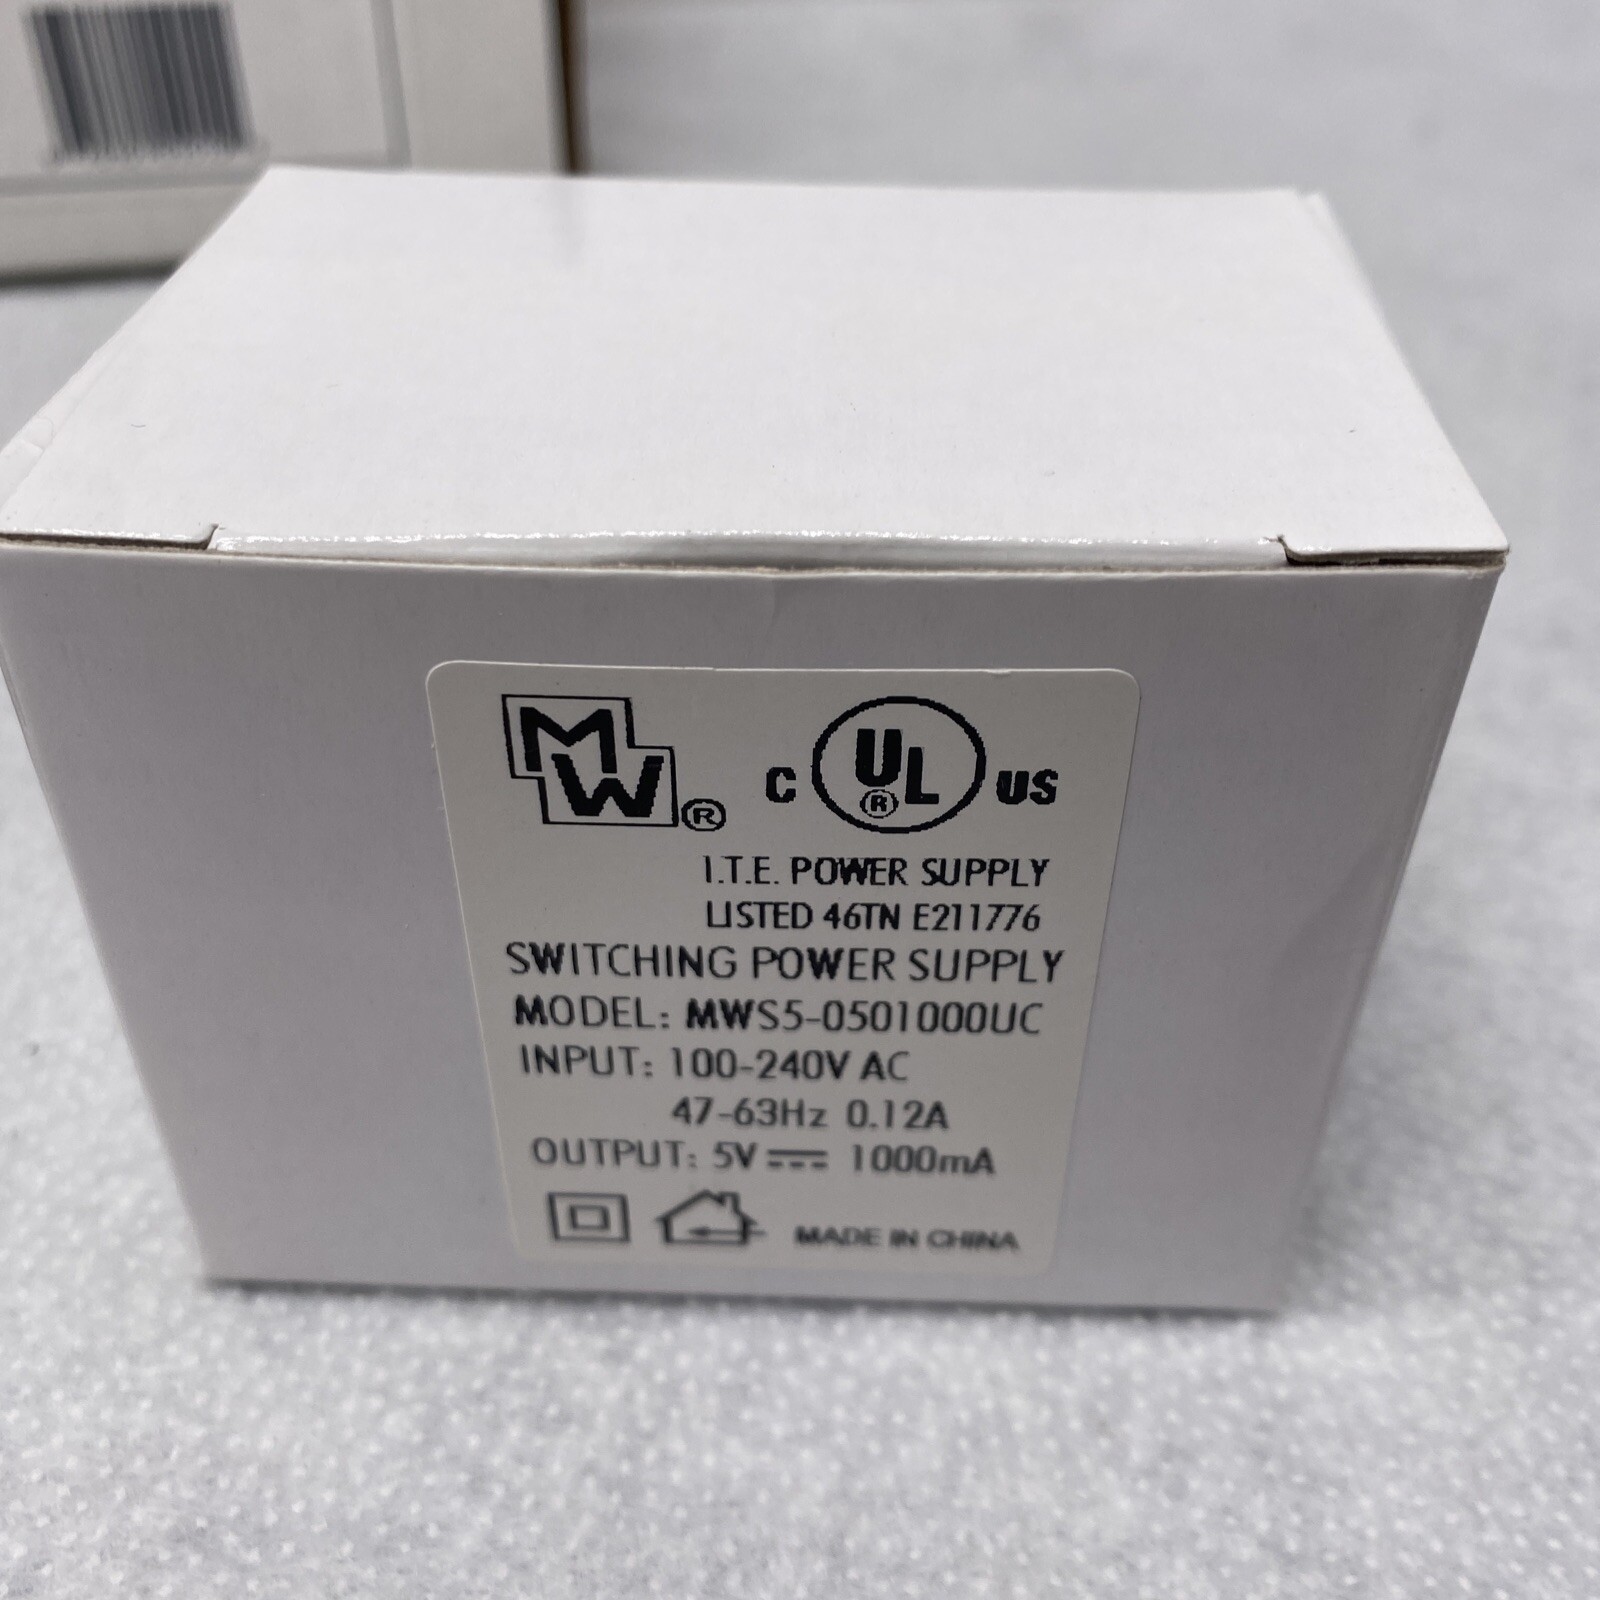 MW®
C UL® US
I.T.E. POWER SUPPLY
LISTED 46TN E211776
SWITCHING POWER SUPPLY
MODEL: MWS5-0501000UC
INPUT: 100-240V AC
47-63Hz 0.12A
OUTPUT: 5V⎓ 1000mA
MADE IN CHINA